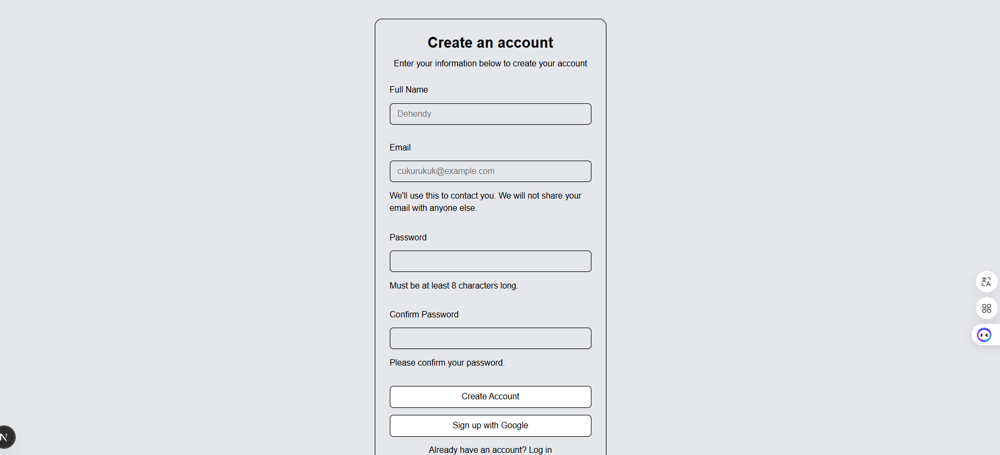 Create an account
Enter your information below to create your account
Full Name
Dehendy
Email
cukurukuk@example.com
We'll use this to contact you. We will not share your
email with anyone else.
Password
Must be at least 8 characters long.
Confirm Password
Please confirm your password.
Create Account
Sign up with Google
Already have an account? Log in
N